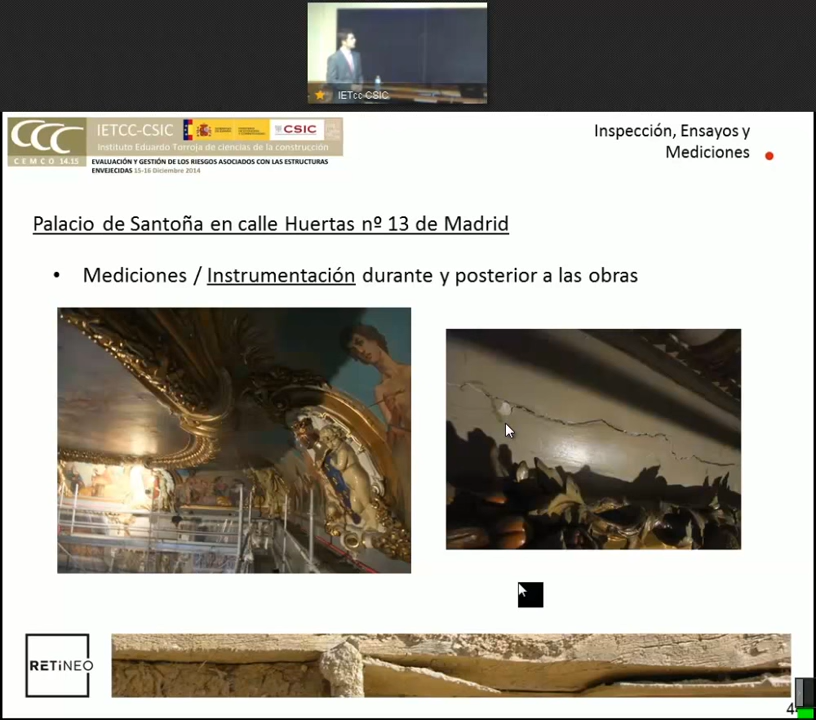 IETcc-CSIC
CCC
CEMCO 14.15
IETCC-CSIC
CSIC
Instituto Eduardo Torroja de ciencias de la construcción
EVALUACIÓN Y GESTIÓN DE LOS RIESGOS ASOCIADOS CON LAS ESTRUCTURAS
ENVEJECIDAS 15-16 Diciembre 2014
Inspección, Ensayos y
Mediciones
Palacio de Santoña en calle Huertas nº 13 de Madrid
• Mediciones / Instrumentación durante y posterior a las obras
RETINEO